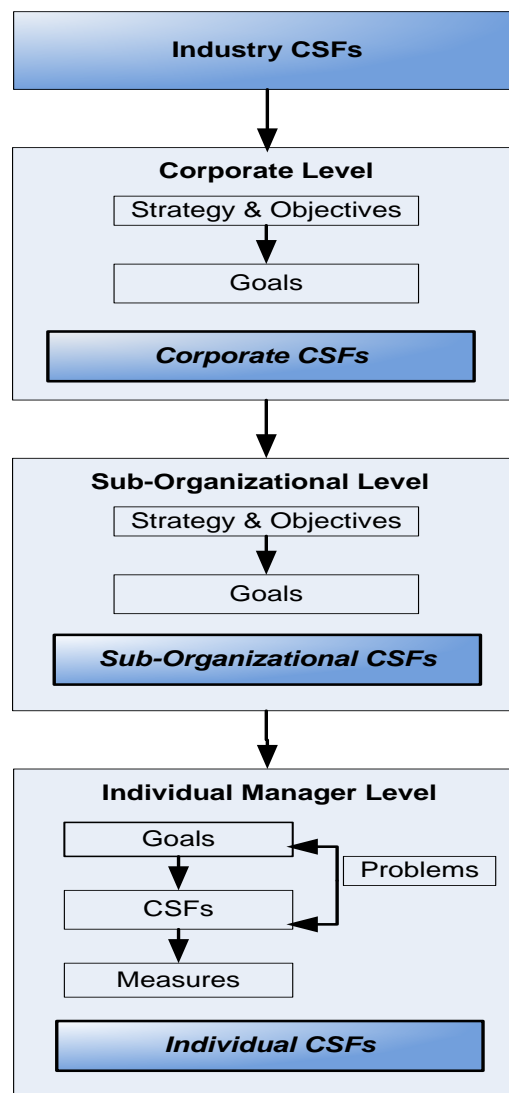 Industry CSFs
Corporate Level
Strategy & Objectives
Goals
Corporate CSFs
Sub-Organizational Level
Strategy & Objectives
Goals
Sub-Organizational CSFs
Individual Manager Level
Goals
Problems
CSFs
Measures
Individual CSFs